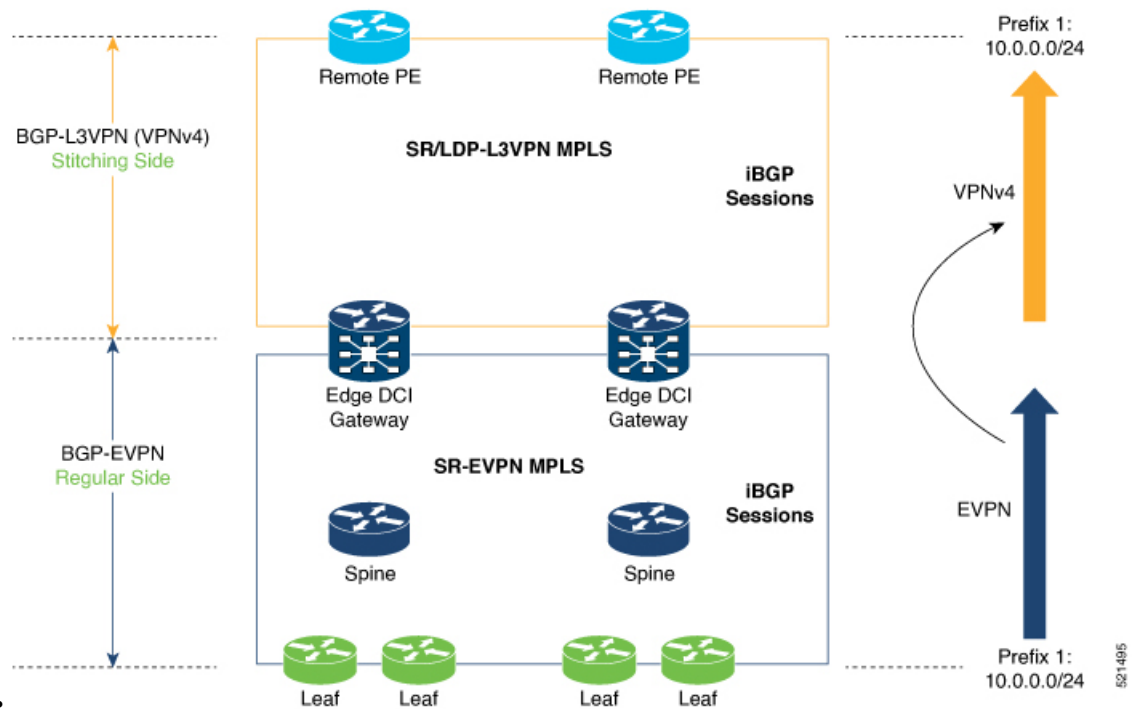 Prefix 1:
10.0.0.0/24
Remote PE
Remote PE
BGP-L3VPN (VPNv4)
Stitching Side
SR/LDP-L3VPN MPLS
iBGP
Sessions
VPNv4
Edge DCI
Gateway
Edge DCI
Gateway
BGP-EVPN
Regular Side
SR-EVPN MPLS
iBGP
Sessions
EVPN
Spine
Spine
Leaf
Leaf
Leaf
Leaf
Prefix 1:
10.0.0.0/24
521495